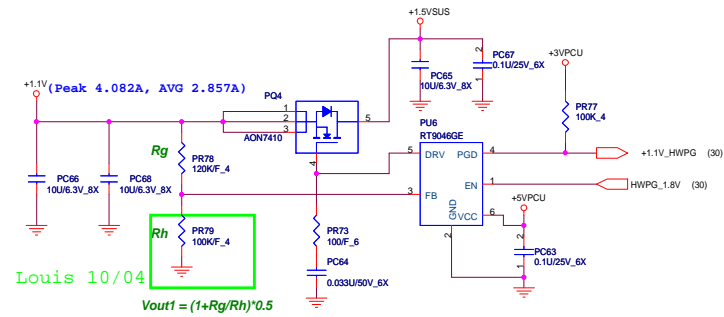 +1.5VSUS
+1.1V
(Peak 4.082A, AVG 2.857A)
PC65
10U/6.3V_8X
2
PC67
0.1U/25V_6X
1
+3VPCU
PR77
100K_4
PQ4
1
2
3
5
4
AON7410
PU6
RT9046GE
5
DRV
PGD
4
+1.1V_HWPG
(30)
3
FB
EN
1
HWPG_1.8V
(30)
GND
VCC
6
2
+5VPCU
2
PC63
0.1U/25V_6X
1
PC66
10U/6.3V_8X
PC68
10U/6.3V_8X
Rg
PR78
120K/F_4
Rh
PR79
100K/F_4
PR73
100/F_6
PC64
0.033U/50V_6X
Louis 10/04
Vout1 = (1+Rg/Rh)*0.5